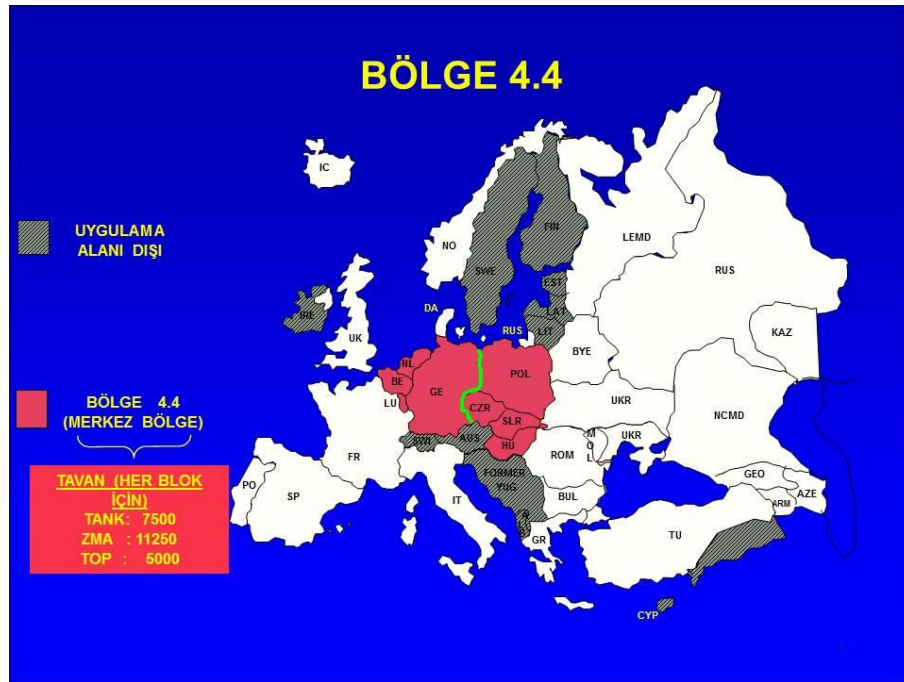 BÖLGE 4.4
IC
UYGULAMA
ALANI DIŞI
NO
SWE
FIN
LEMD
RUS
EST
LAT
LIT
RUS
DA
IRE
UK
KAZ
BYE
NL
BE
LU
GE
POL
CZR
SLR
HU
UKR
UKR
NCMD
BÖLGE 4.4
(MERKEZ BÖLGE)
FR
SWI
AUS
FORMER
YUG
ROM
MOL
BUL
GEO
ARM
AZE
TAVAN (HER BLOK
İÇİN)
TANK: 7500
ZMA : 11250
TOP : 5000
PO
SP
IT
GR
TU
CYP